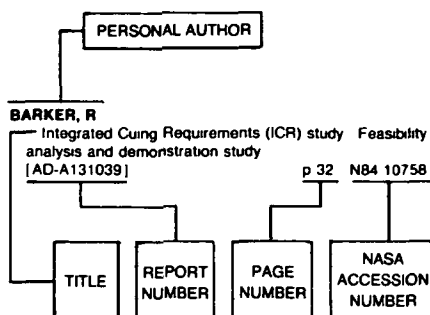 PERSONAL AUTHOR
BARKER, R
Integrated Cuing Requirements (ICR) study Feasibility
analysis and demonstration study
[AD-A131039] p 32 N84 10758
TITLE
REPORT
NUMBER
PAGE
NUMBER
NASA
ACCESSION
NUMBER